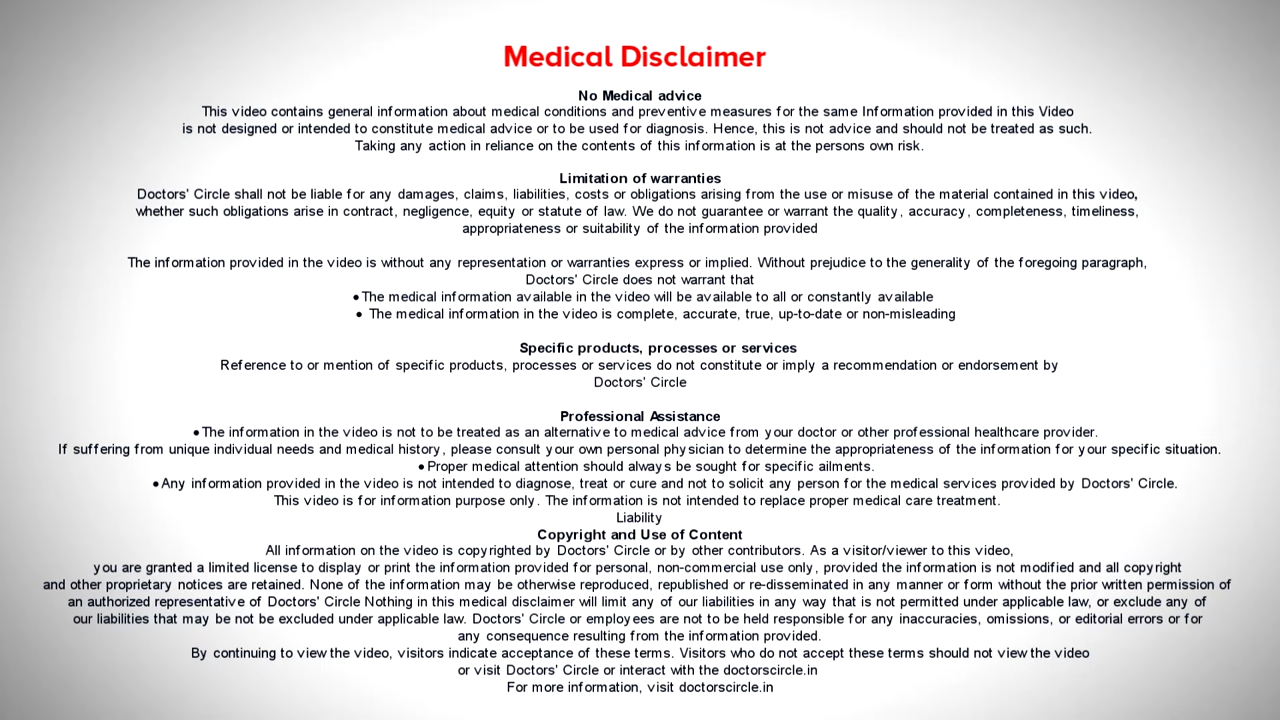 Medical Disclaimer
No Medical advice
This video contains general information about medical conditions and preventive measures for the same Information provided in this Video
is not designed or intended to constitute medical advice or to be used for diagnosis. Hence, this is not advice and should not be treated as such.
Taking any action in reliance on the contents of this information is at the persons own risk.
Limitation of warranties
Doctors' Circle shall not be liable for any damages, claims, liabilities, costs or obligations arising from the use or misuse of the material contained in this video,
whether such obligations arise in contract, negligence, equity or statute of law. We do not guarantee or warrant the quality, accuracy, completeness, timeliness,
appropriateness or suitability of the information provided
The information provided in the video is without any representation or warranties express or implied. Without prejudice to the generality of the foregoing paragraph,
Doctors' Circle does not warrant that
•The medical information available in the video will be available to all or constantly available
• The medical information in the video is complete, accurate, true, up-to-date or non-misleading
Specific products, processes or services
Reference to or mention of specific products, processes or services do not constitute or imply a recommendation or endorsement by
Doctors' Circle
Professional Assistance
•The information in the video is not to be treated as an alternative to medical advice from your doctor or other professional healthcare provider.
If suffering from unique individual needs and medical history, please consult your own personal physician to determine the appropriateness of the information for your specific situation.
•Proper medical attention should always be sought for specific ailments.
•Any information provided in the video is not intended to diagnose, treat or cure and not to solicit any person for the medical services provided by Doctors' Circle.
This video is for information purpose only. The information is not intended to replace proper medical care treatment.
Liability
Copyright and Use of Content
All information on the video is copyrighted by Doctors' Circle or by other contributors. As a visitor/viewer to this video,
you are granted a limited license to display or print the information provided for personal, non-commercial use only, provided the information is not modified and all copyright
and other proprietary notices are retained. None of the information may be otherwise reproduced, republished or re-disseminated in any manner or form without the prior written permission of
an authorized representative of Doctors' Circle Nothing in this medical disclaimer will limit any of our liabilities in any way that is not permitted under applicable law, or exclude any of
our liabilities that may be not be excluded under applicable law. Doctors' Circle or employees are not to be held responsible for any inaccuracies, omissions, or editorial errors or for
any consequence resulting from the information provided.
By continuing to view the video, visitors indicate acceptance of these terms. Visitors who do not accept these terms should not view the video
or visit Doctors' Circle or interact with the doctorscircle.in
For more information, visit doctorscircle.in